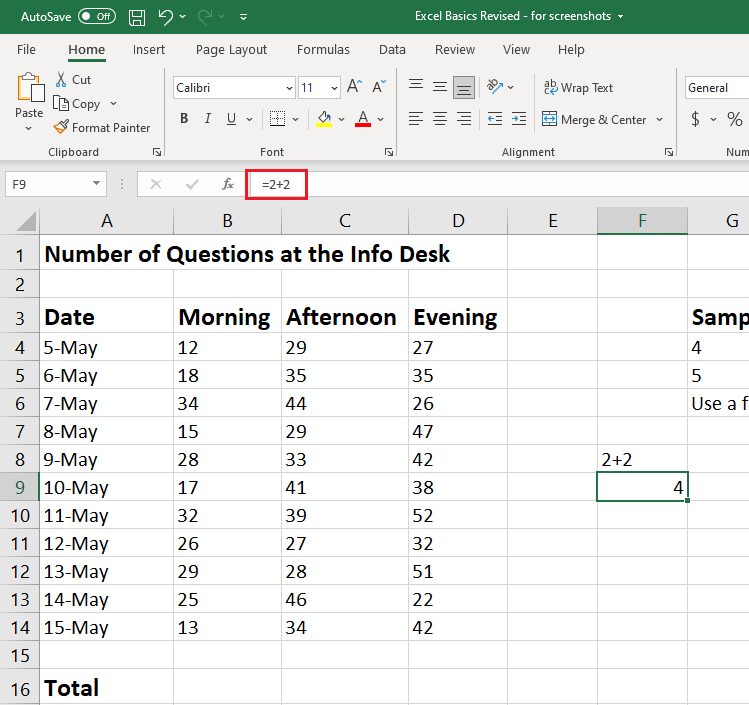 AutoSave Off Excel Basics Revised - for screenshots
File Home Insert Page Layout Formulas Data Review View Help
Paste Cut
Copy
Format Painter
Clipboard
Calibri 11 A A
B I U A
Font
ab Wrap Text
Merge & Center
Alignment
General
$ %
Num
F9 fx =2+2
A B C D E F G
1 Number of Questions at the Info Desk
2
3 Date Morning Afternoon Evening Samp
4 5-May 12 29 27 4
5 6-May 18 35 35 5
6 7-May 34 44 26 Use a f
7 8-May 15 29 47
8 9-May 28 33 42 2+2
9 10-May 17 41 38 4
10 11-May 32 39 52
11 12-May 26 27 32
12 13-May 29 28 51
13 14-May 25 46 22
14 15-May 13 34 42
15
16 Total